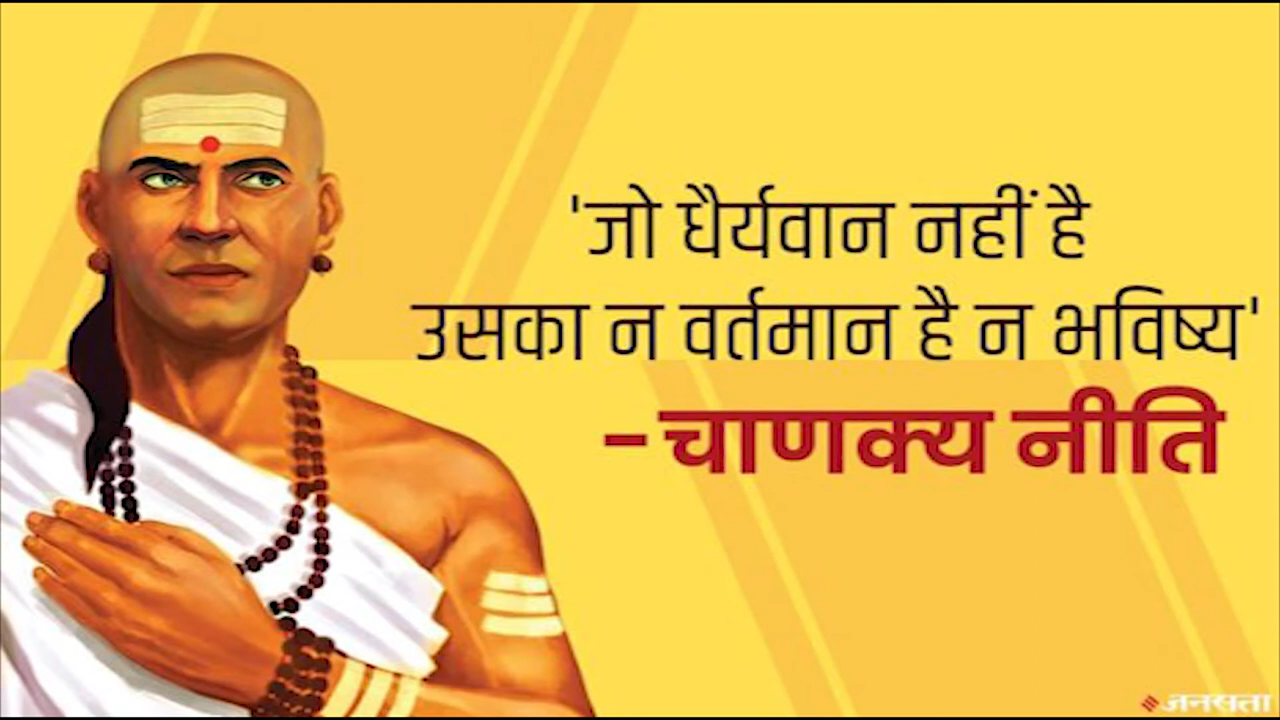 'जो धैर्यवान नहीं है
उसका न वर्तमान है न भविष्य'
-चाणक्य नीति
जनसत्ता